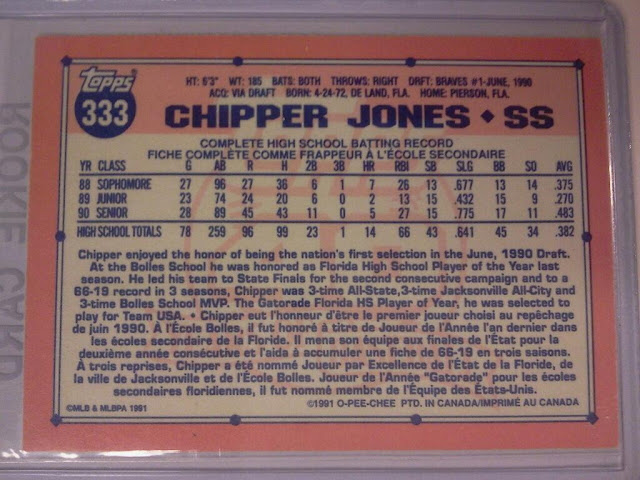 Topps
333
HT: 6'3" WT: 185 BATS: BOTH THROWS: RIGHT DRFT: BRAVES #1-JUNE, 1990
ACQ: VIA DRAFT BORN: 4-24-72, DE LAND, FLA. HOME: PIERSON, FLA.
CHIPPER JONES ♦ SS
COMPLETE HIGH SCHOOL BATTING RECORD
FICHE COMPLÈTE COMME FRAPPEUR À L'ÉCOLE SECONDAIRE
YR CLASS G AB R H 2B 3B HR RBI SB SLG BB SO AVG
88 SOPHOMORE 27 96 27 36 6 1 7 26 13 .677 13 14 .375
89 JUNIOR 23 74 24 20 6 0 2 13 15 .432 15 9 .270
90 SENIOR 28 89 45 43 11 0 5 27 15 .775 17 11 .483
HIGH SCHOOL TOTALS 78 259 96 99 23 1 14 66 43 .641 45 34 .382
Chipper enjoyed the honor of being the nation's first selection in the June, 1990 Draft.
At the Bolles School he was honored as Florida High School Player of the Year last
season. He led his team to State Finals for the second consecutive campaign and to a
66-19 record in 3 seasons, Chipper was 3-time All-State,3-time Jacksonville All-City and
3-time Bolles School MVP. The Gatorade Florida HS Player of Year, he was selected to
play for Team USA. • Chipper eut l'honneur d'être le premier joueur choisi au repêchage
de juin 1990. À l'École Bolles, il fut honoré à titre de Joueur de l'Année l'an dernier dans
les écoles secondaire de la Floride. Il mena son équipe aux finales de l'État pour la
deuxième année consécutive et l'aida à accumuler une fiche de 66-19 en trois saisons.
À trois reprises, Chipper a été nommé Joueur par Excellence de l'État de la Floride, de
la ville de Jacksonville et de l'École Bolles. Joueur de l'Année "Gatorade" pour les écoles
secondaires floridiennes, il fut nommé membre de l'Équipe des États-Unis.
©MLB & MLBPA 1991
©1991 O-PEE-CHEE PTD. IN CANADA/IMPRIMÉ AU CANADA
ROOKIE CARD